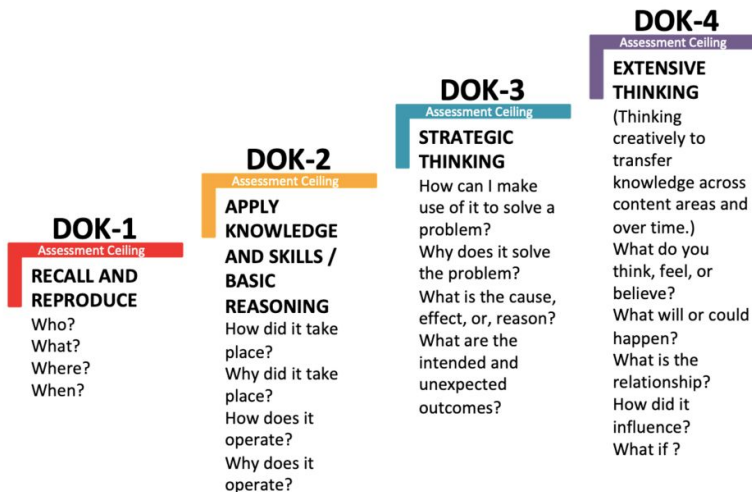 DOK-1
Assessment Ceiling
RECALL AND
REPRODUCE
Who?
What?
Where?
When?
DOK-2
Assessment Ceiling
APPLY
KNOWLEDGE
AND SKILLS /
BASIC
REASONING
How did it take
place?
Why did it take
place?
How does it
operate?
Why does it
operate?
DOK-3
Assessment Ceiling
STRATEGIC
THINKING
How can I make
use of it to solve a
problem?
Why does it solve
the problem?
What is the cause,
effect, or, reason?
What are the
intended and
unexpected
outcomes?
DOK-4
Assessment Ceiling
EXTENSIVE
THINKING
(Thinking
creatively to
transfer
knowledge across
content areas and
over time.)
What do you
think, feel, or
believe?
What will or could
happen?
What is the
relationship?
How did it
influence?
What if ?